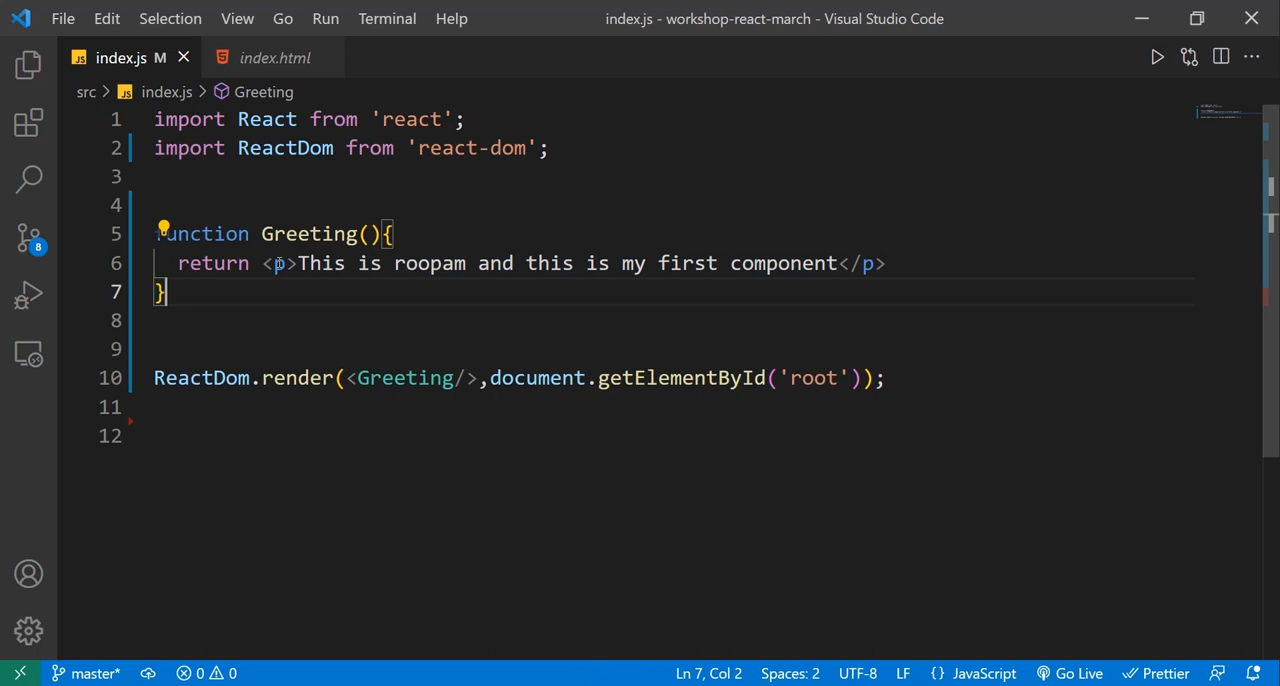 File Edit Selection View Go Run Terminal Help index.js - workshop-react-march - Visual Studio Code
JS index.js M index.html
src > JS index.js > Greeting
1 import React from 'react';
2 import ReactDom from 'react-dom';
3
4
5 function Greeting(){
6 return <p>This is roopam and this is my first component</p>
7 }
8
9
10 ReactDom.render(<Greeting/>,document.getElementById('root'));
11
12
8
master* 0 0 Ln 7, Col 2 Spaces: 2 UTF-8 LF {} JavaScript Go Live Prettier